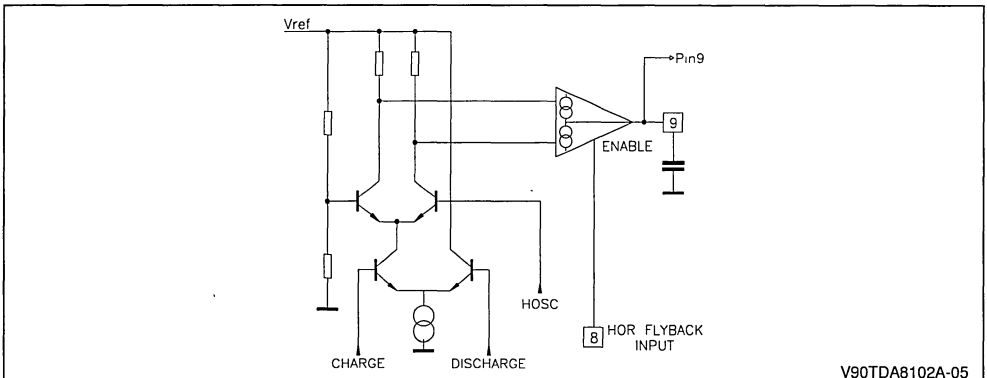 Vref
Pin9
9
ENABLE
HOSC
8 HOR FLYBACK
INPUT
CHARGE DISCHARGE
V90TDA8102A-05